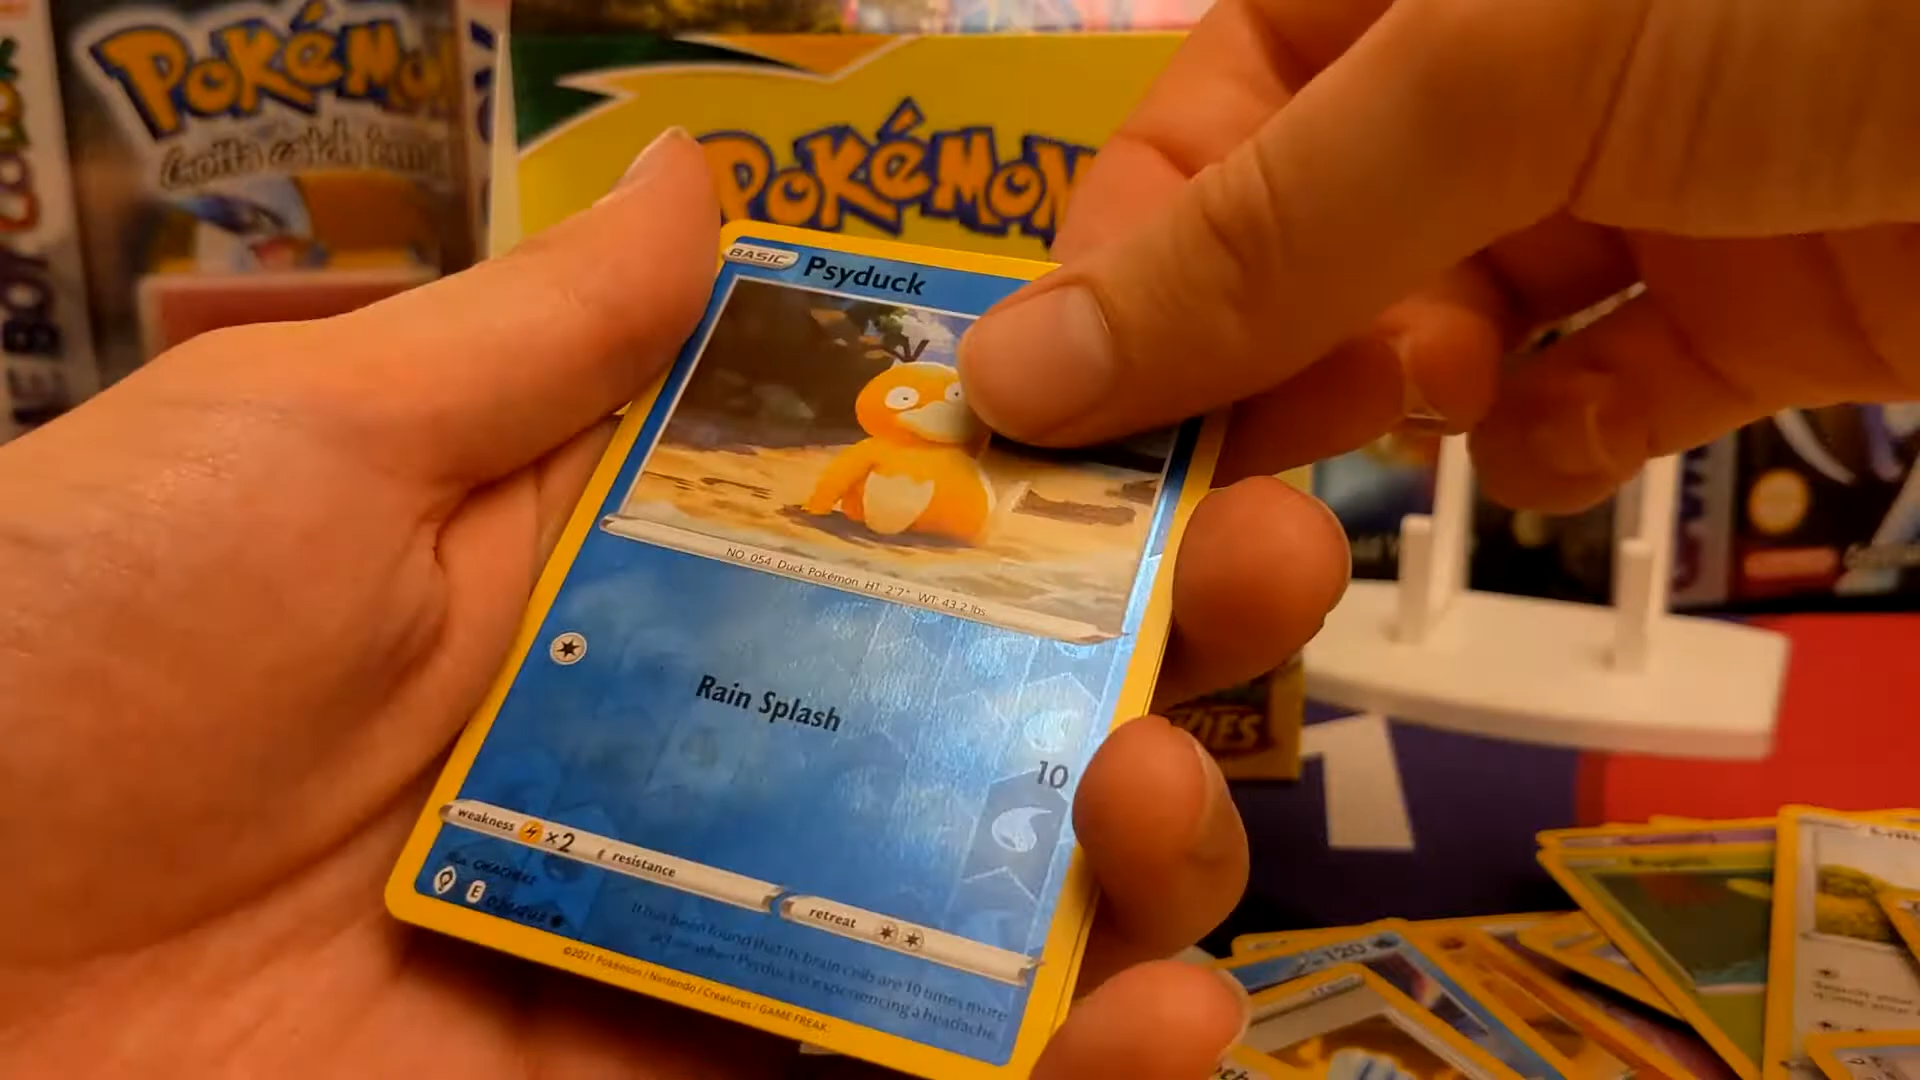 Pokémon
Gotta catch 'em all
Pokémon
BASIC Psyduck
NO. 054 Duck Pokémon HT: 2'7" WT: 43.2 lbs
Rain Splash
10
weakness ×2 resistance
retreat
E
It has been found that its brain cells are 10 times more
active when Psyduck is experiencing a headache.
©2021 Pokémon / Nintendo / Creatures / GAME FREAK
120